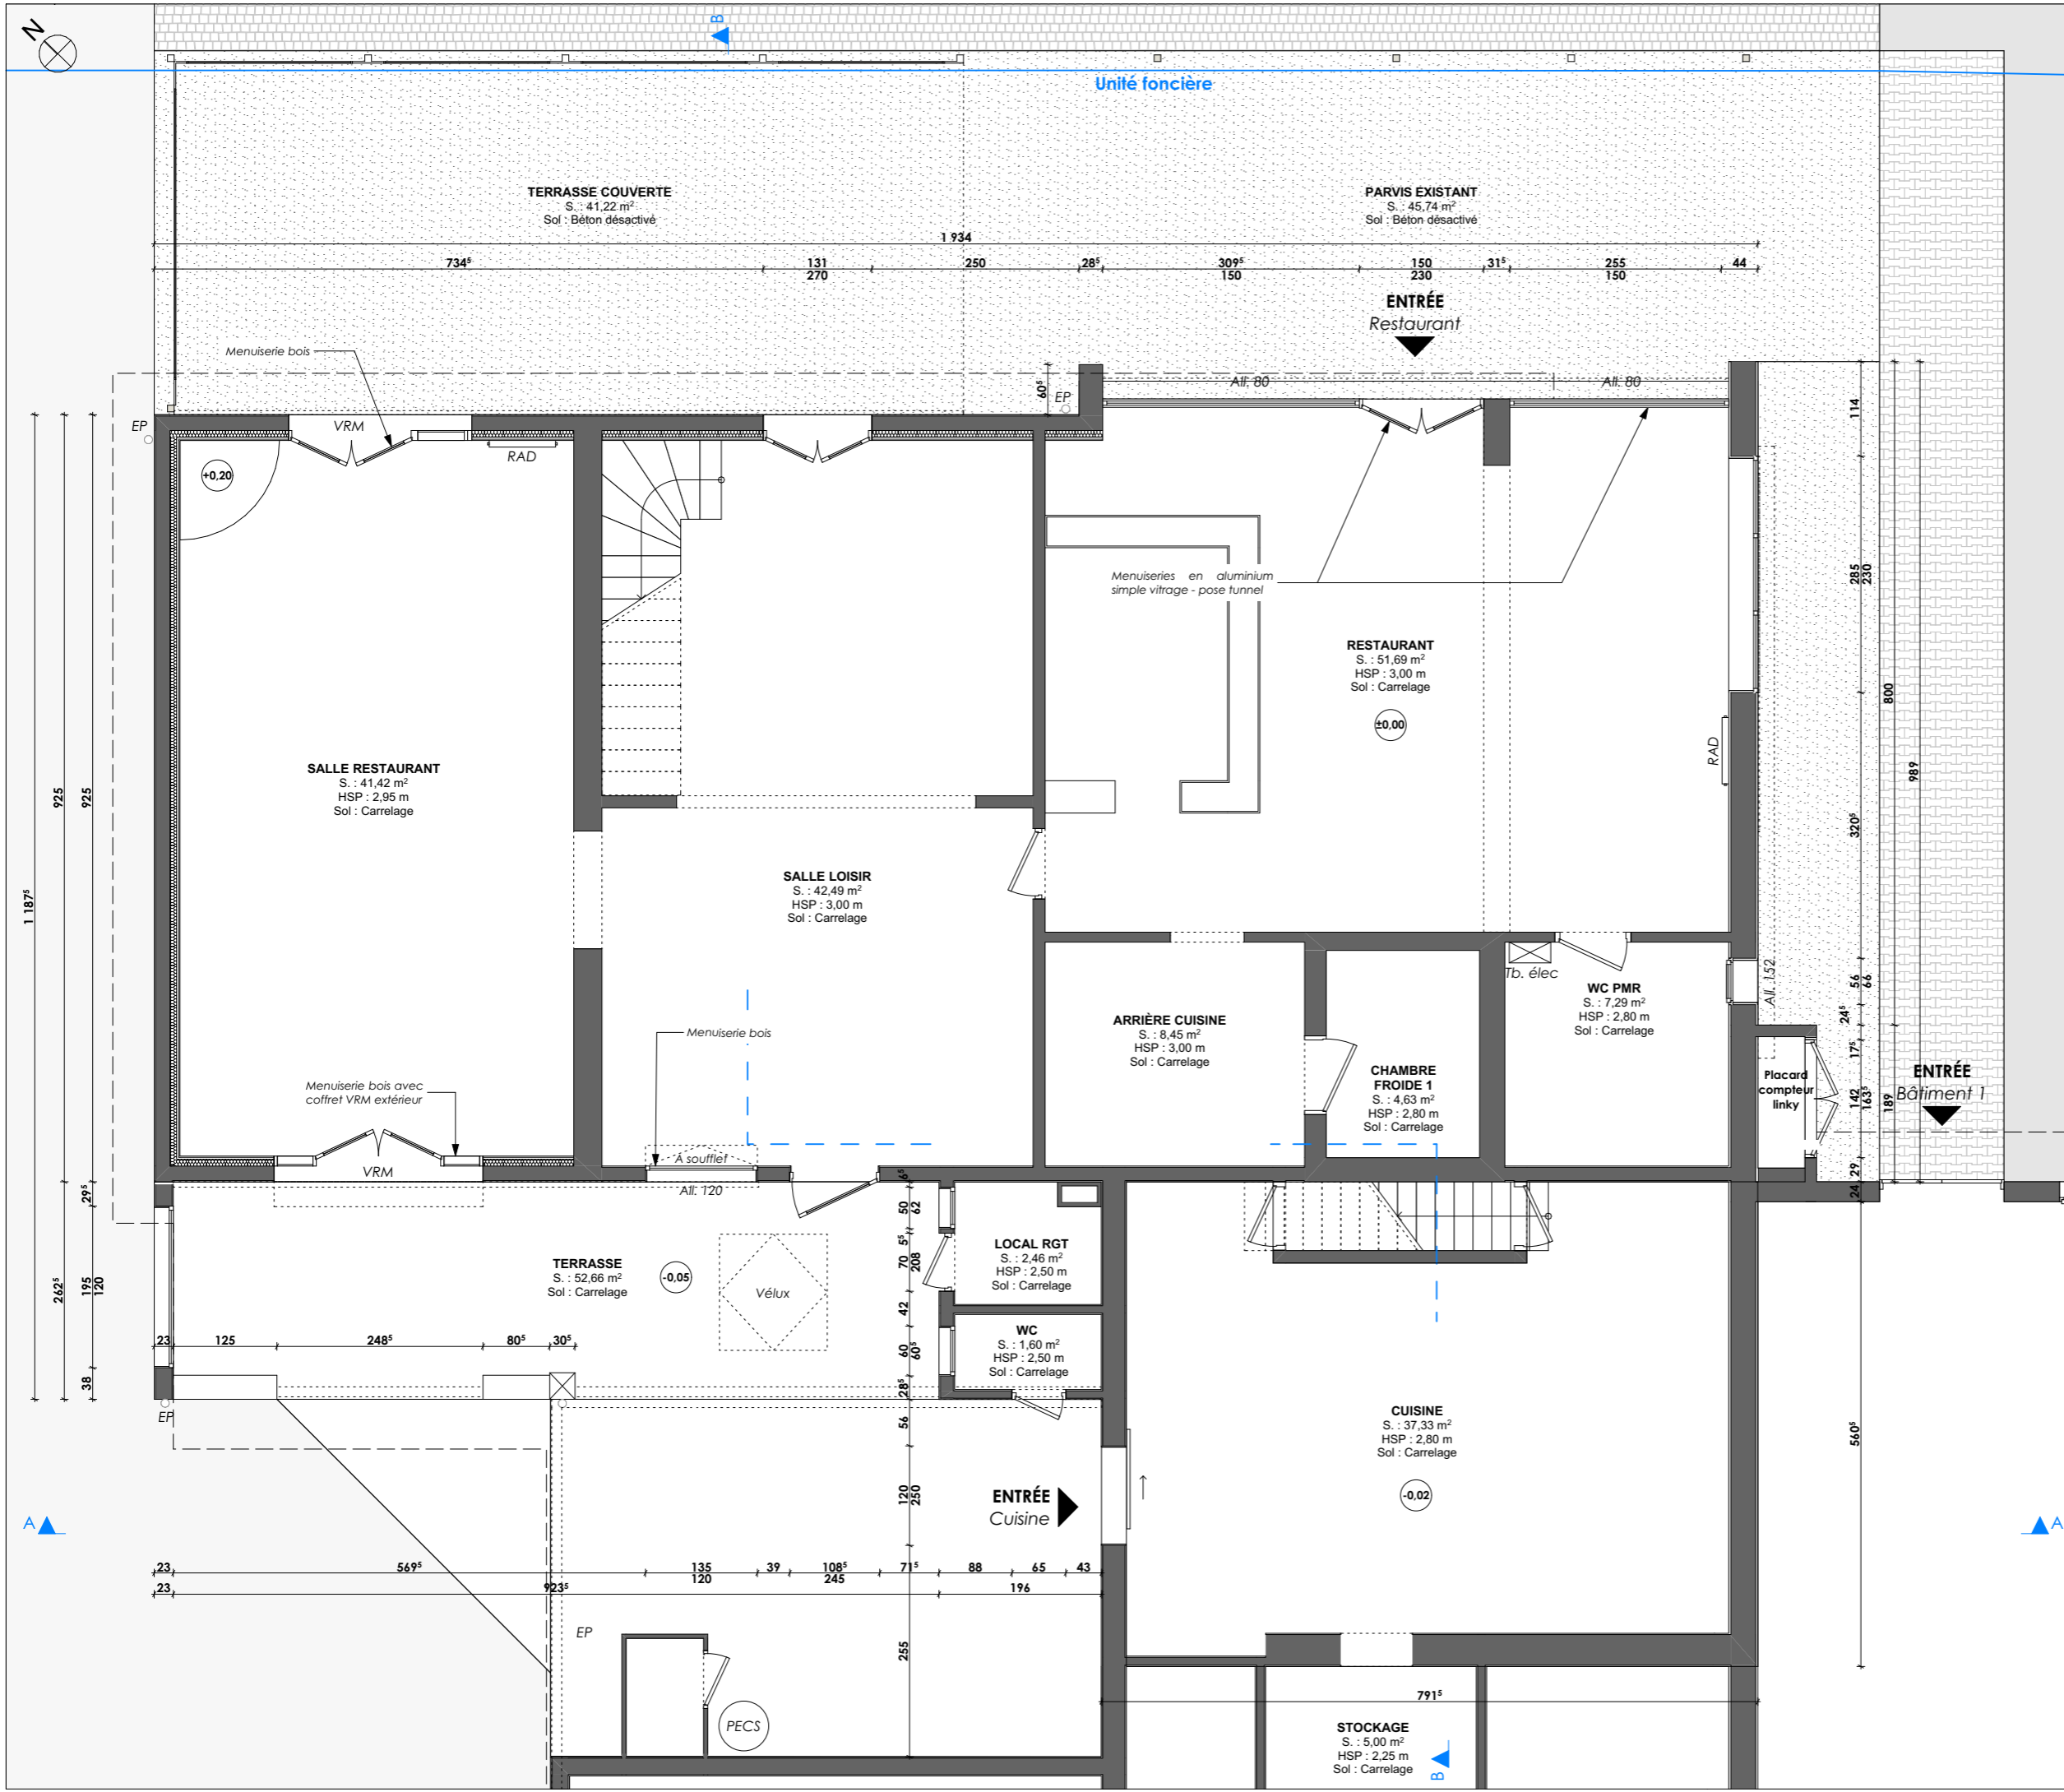 N
B
Unité foncière
TERRASSE COUVERTE
S. : 41,22 m²
Sol : Béton désactivé
PARVIS EXISTANT
S. : 45,74 m²
Sol : Béton désactivé
1 934
734⁵
131
270
250
28⁵
309⁵
150
150
230
31⁵
255
150
44
ENTRÉE
Restaurant
Menuiserie bois
All. 80
All. 80
60⁵
EP
EP
VRM
RAD
+0,20
114
Menuiseries en aluminium
simple vitrage - pose tunnel
285
230
RESTAURANT
S. : 51,69 m²
HSP : 3,00 m
Sol : Carrelage
±0,00
RAD
800
989
SALLE RESTAURANT
S. : 41,42 m²
HSP : 2,95 m
Sol : Carrelage
925
925
1 187⁵
320⁵
SALLE LOISIR
S. : 42,49 m²
HSP : 3,00 m
Sol : Carrelage
Tb. élec
WC PMR
S. : 7,29 m²
HSP : 2,80 m
Sol : Carrelage
All. 152
56
66
24⁵
ARRIÈRE CUISINE
S. : 8,45 m²
HSP : 3,00 m
Sol : Carrelage
Menuiserie bois
CHAMBRE
FROIDE 1
S. : 4,63 m²
HSP : 2,80 m
Sol : Carrelage
17⁵
Placard
compteur
linky
142
163⁵
189
ENTRÉE
Bâtiment 1
Menuiserie bois avec
coffret VRM extérieur
A soufflet
VRM
All. 120
29
24
6⁵
50
62
5⁵
70
208
42
60
60⁵
28⁵
56
120
250
255
LOCAL RGT
S. : 2,46 m²
HSP : 2,50 m
Sol : Carrelage
TERRASSE
S. : 52,66 m²
Sol : Carrelage
-0,05
Vélux
29⁵
262⁵
195
120
38
WC
S. : 1,60 m²
HSP : 2,50 m
Sol : Carrelage
23
125
248⁵
80⁵
30⁵
EP
CUISINE
S. : 37,33 m²
HSP : 2,80 m
Sol : Carrelage
-0,02
560⁵
ENTRÉE
Cuisine
A
A
23
569⁵
135
120
39
108⁵
245
71⁵
88
65
43
23
923⁵
196
EP
PECS
791⁵
STOCKAGE
S. : 5,00 m²
HSP : 2,25 m
Sol : Carrelage
B